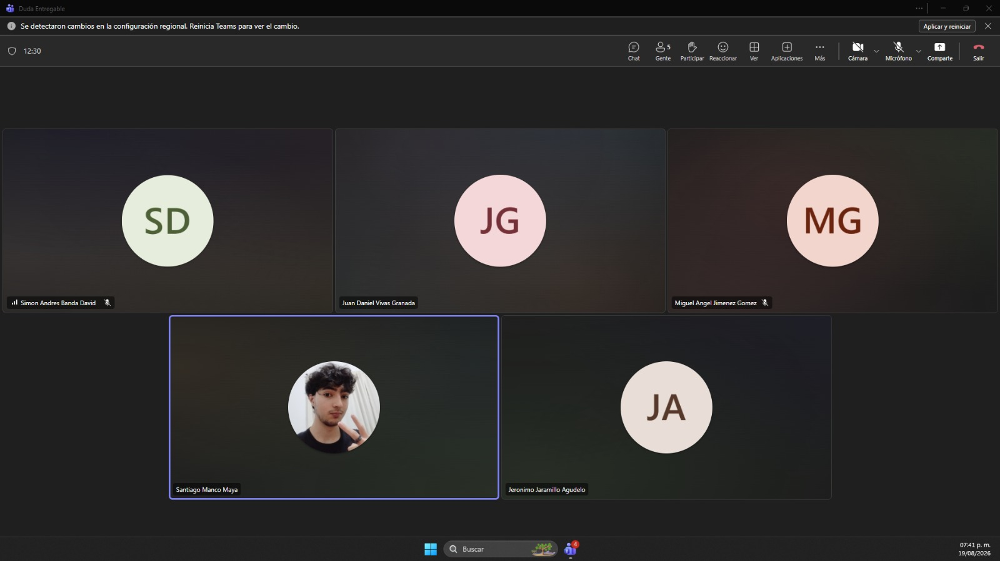 Duda Entregable
Se detectaron cambios en la configuración regional. Reinicia Teams para ver el cambio.
Aplicar y reiniciar
12:30
5
Chat
Gente
Participar
Reaccionar
Ver
Aplicaciones
Más
Cámara
Micrófono
Comparte
Salir
SD
JG
MG
Simon Andres Banda David
Juan Daniel Vivas Granada
Miguel Angel Jimenez Gomez
JA
Santiago Manco Maya
Jeronimo Jaramillo Agudelo
Buscar
4
07:41 p. m.
19/08/2026